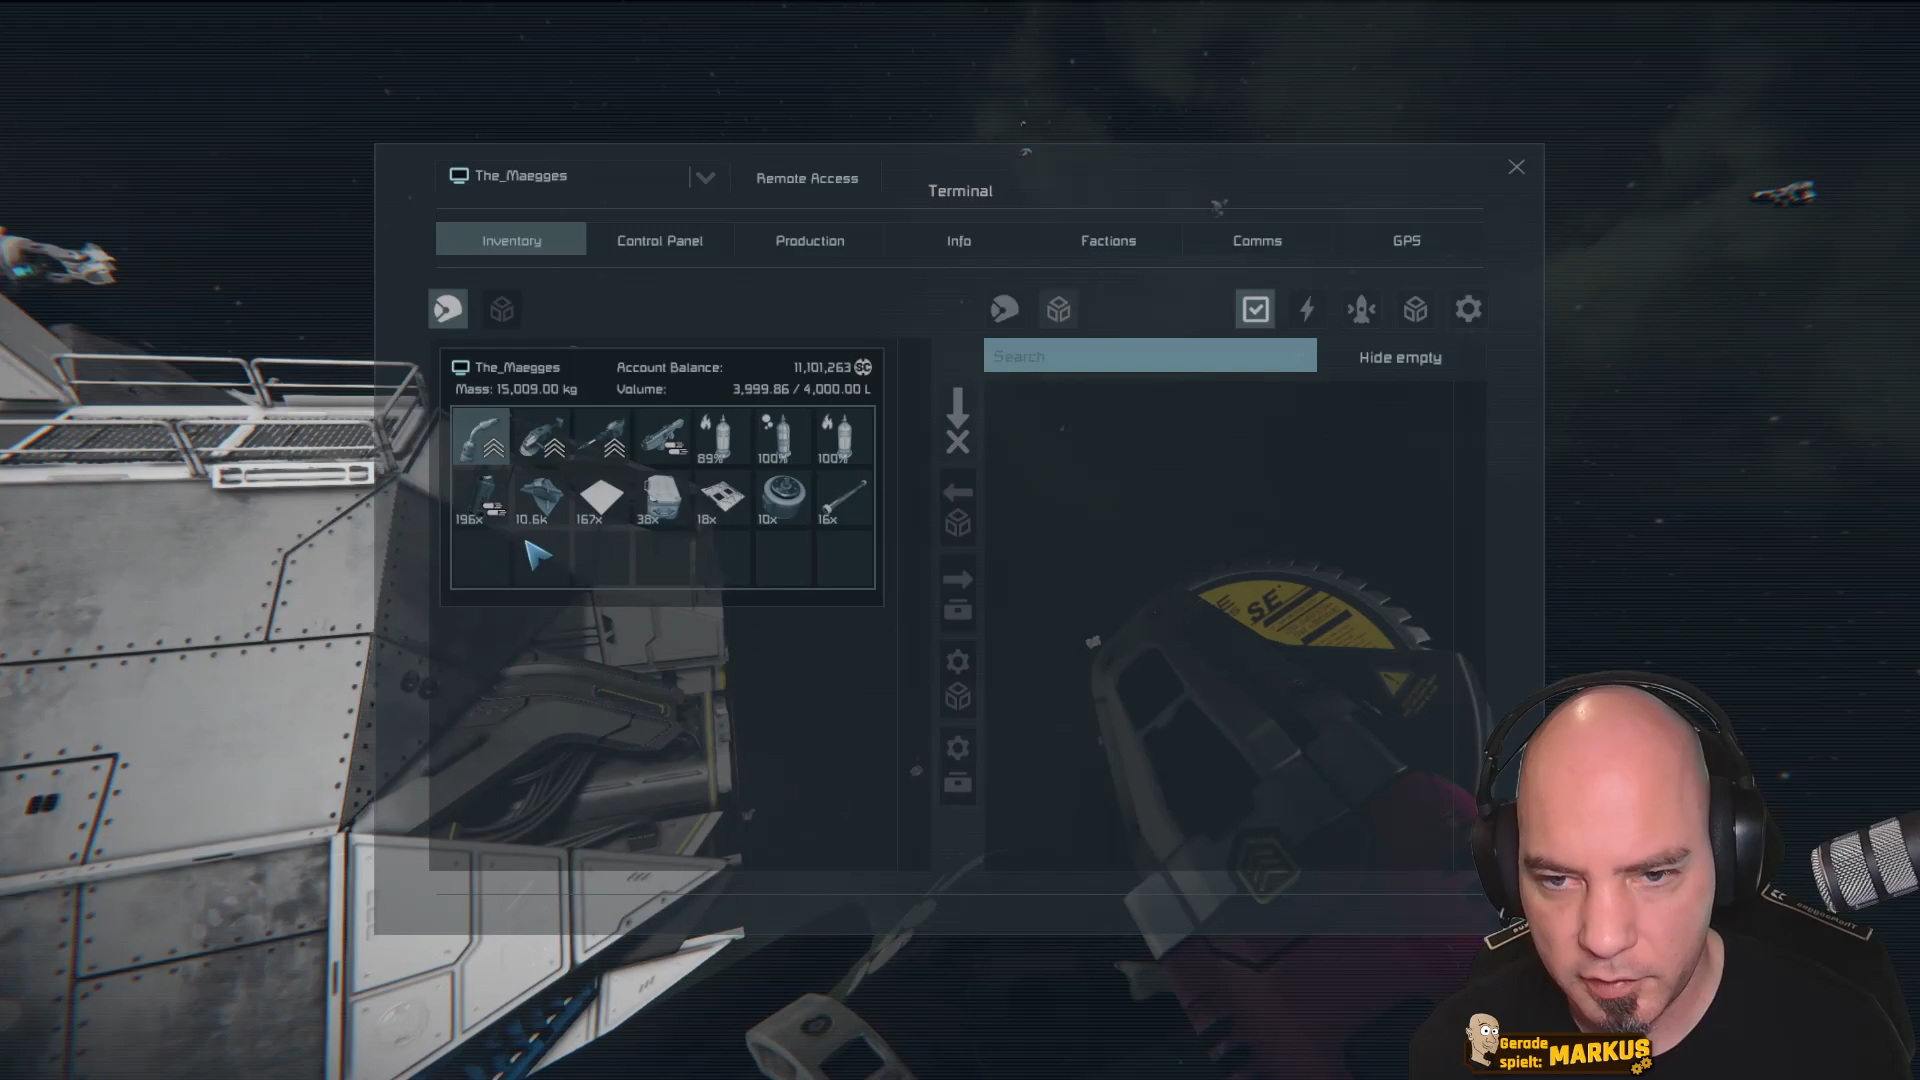 The_Maegges
Remote Access
Terminal
Inventory
Control Panel
Production
Info
Factions
Comms
GPS
The_Maegges
Account Balance:
11,101,263 SC
Mass: 15,009.00 kg
Volume:
3,999.86 / 4,000.00 L
89%
100%
100%
196x
10.6k
167x
38x
18x
10x
16x
Search
Hide empty
SE
Gerade
spielt:
MARKUS